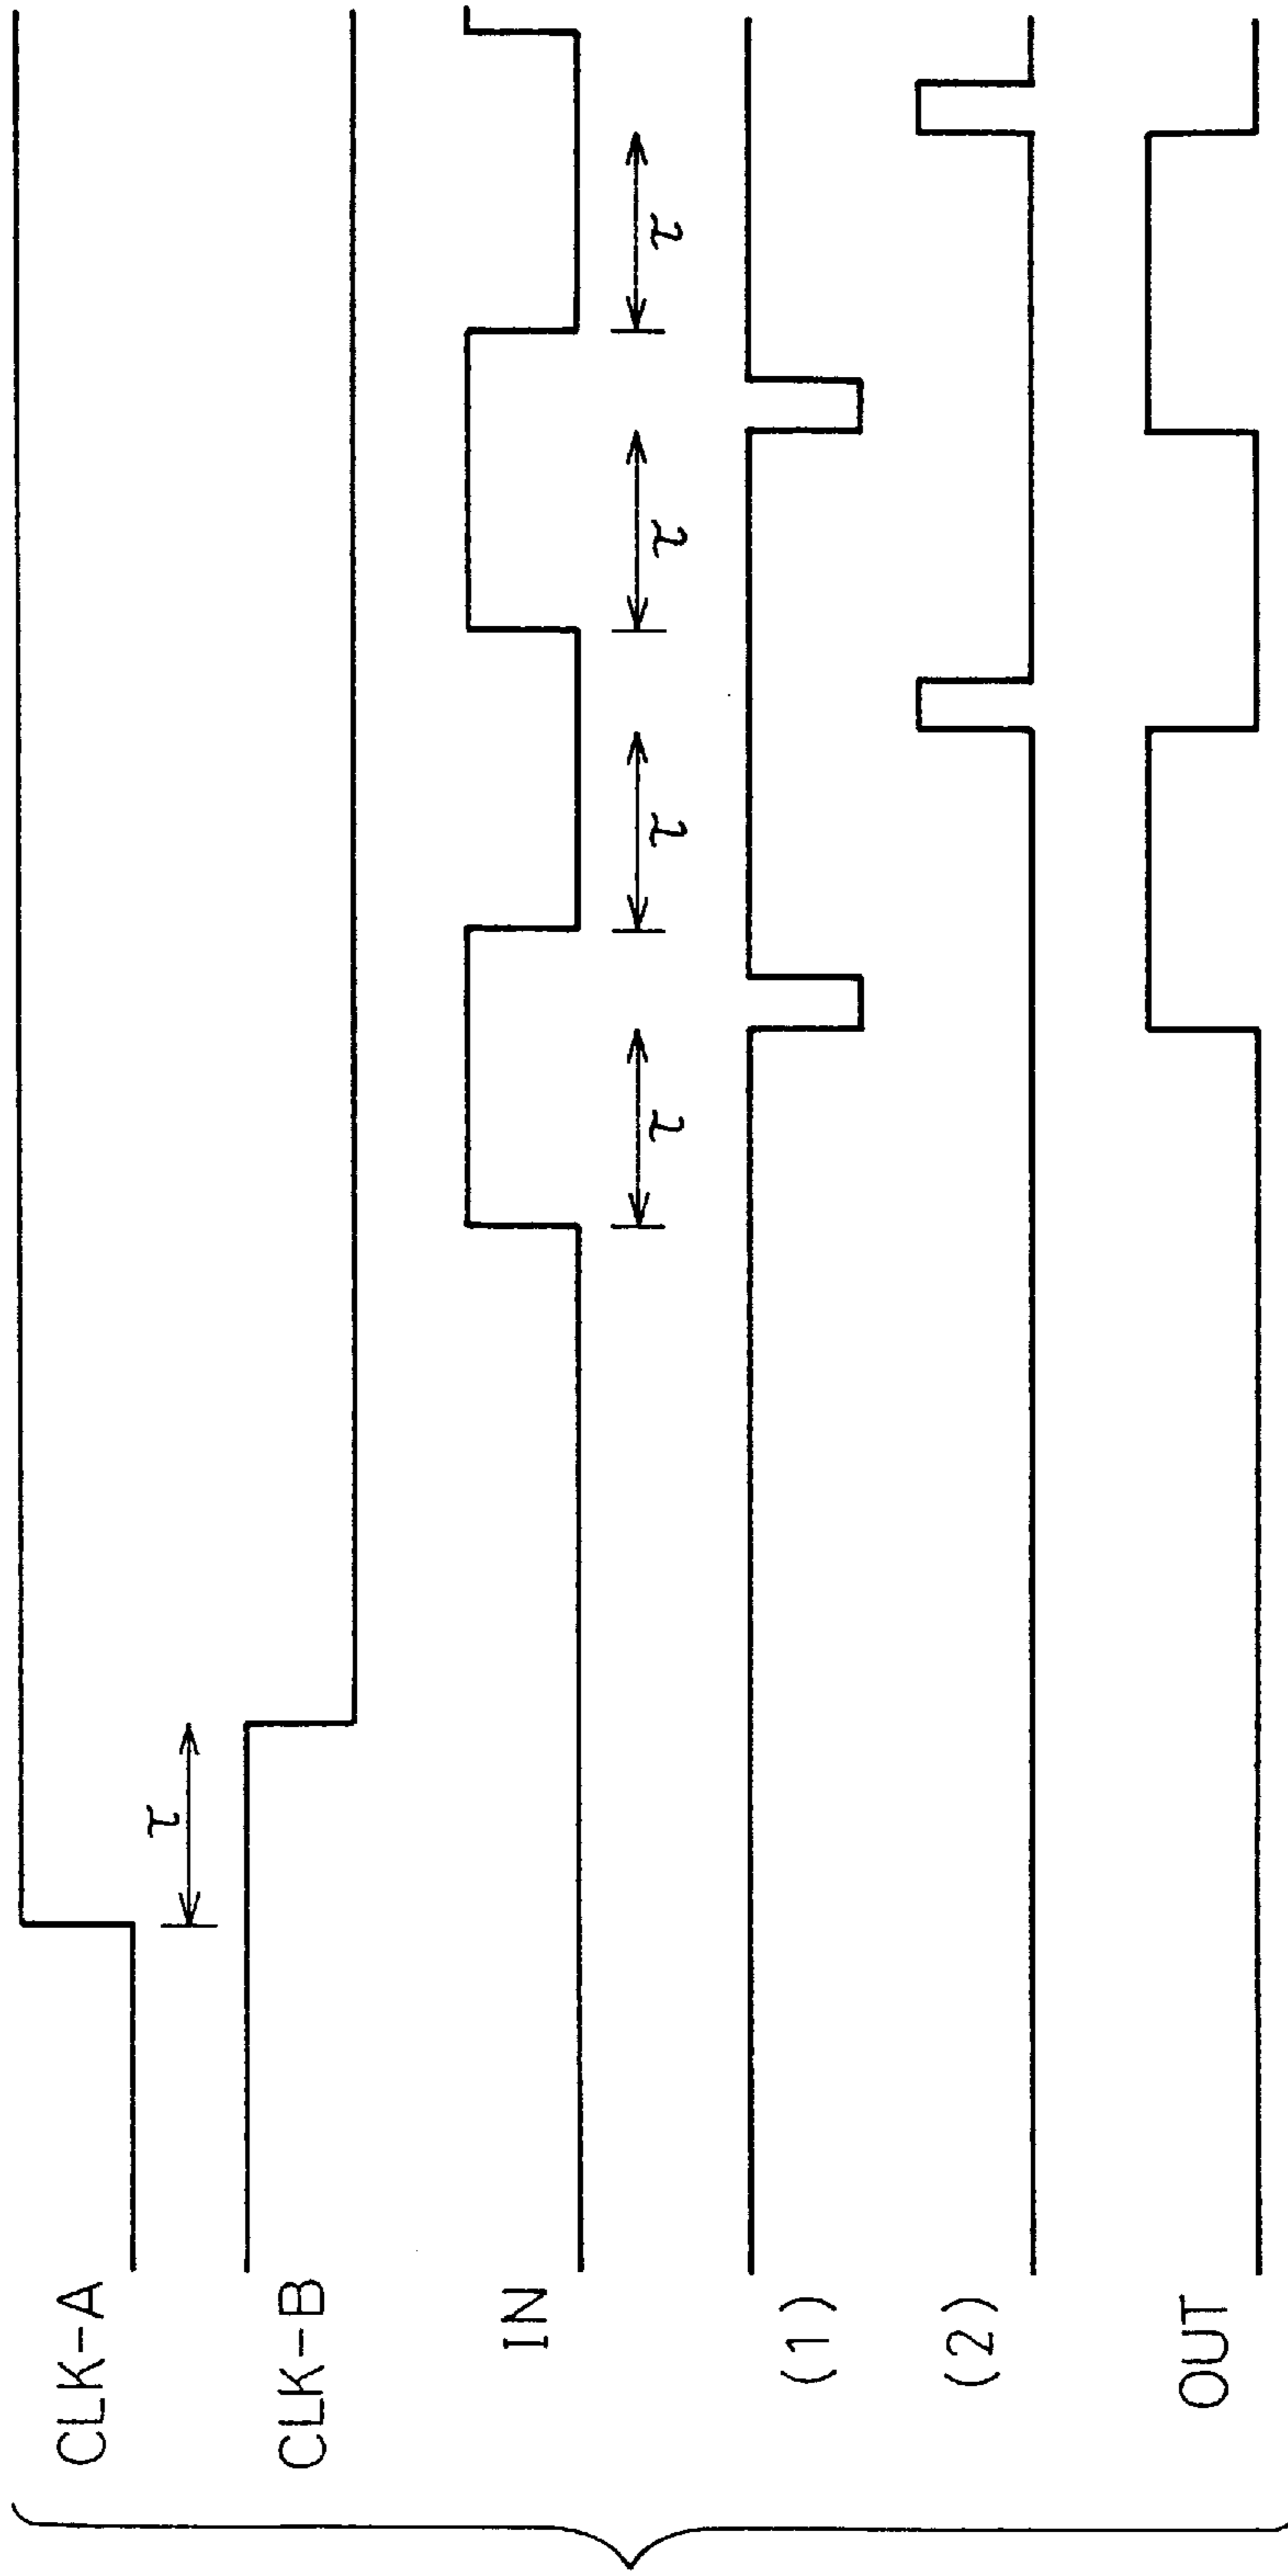 CLK-A
τ
CLK-B
IN
τ τ τ τ
(1)
(2)
OUT